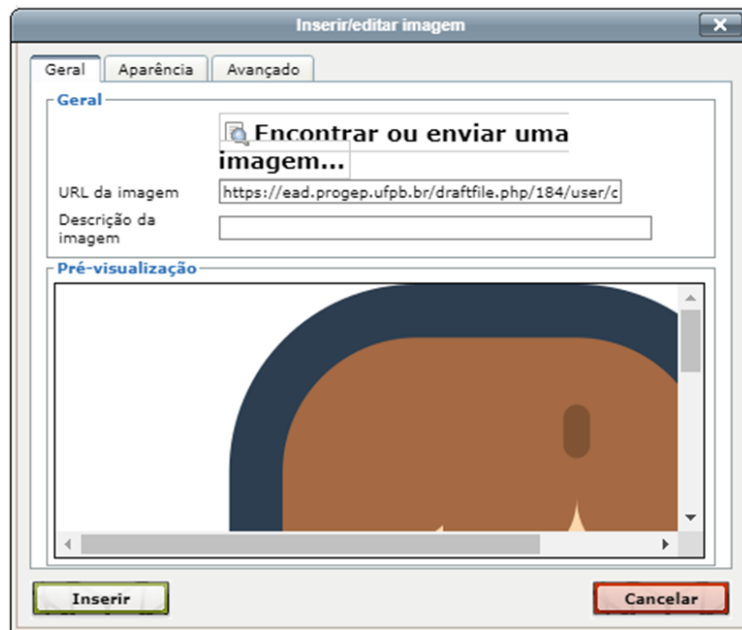 Inserir/editar imagem
Geral Aparência Avançado
Geral
Encontrar ou enviar uma
imagem...
URL da imagem https://ead.progep.ufpb.br/draftfile.php/184/user/c
Descrição da
imagem
Pré-visualização
Inserir Cancelar